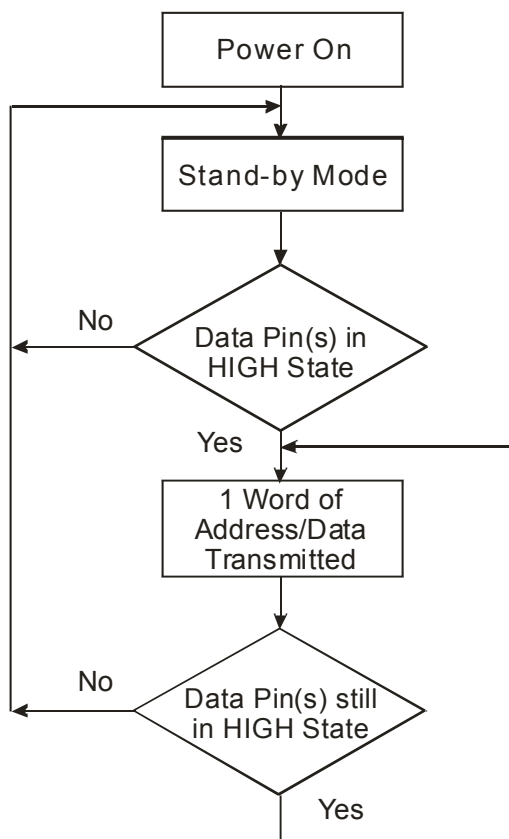 Power On
Stand-by Mode
No
Data Pin(s) in
HIGH State
Yes
1 Word of
Address/Data
Transmitted
No
Data Pin(s) still
in HIGH State
Yes